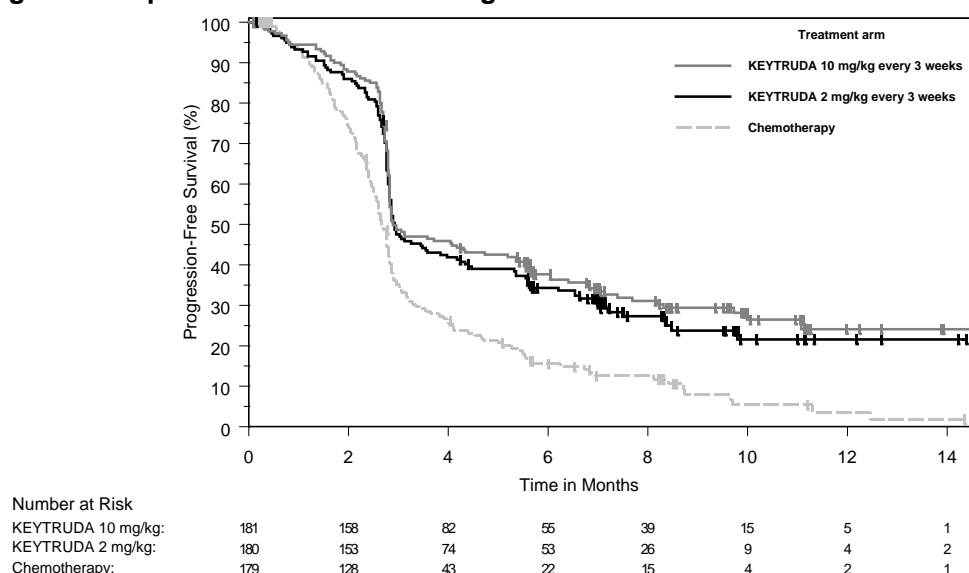 Treatment arm
KEYTRUDA 10 mg/kg every 3 weeks
KEYTRUDA 2 mg/kg every 3 weeks
Chemotherapy
Progression-Free Survival (%)
100
90
80
70
60
50
40
30
20
10
0
0 2 4 6 8 10 12 14
Time in Months
Number at Risk
KEYTRUDA 10 mg/kg: 181 158 82 55 39 15 5 1
KEYTRUDA 2 mg/kg: 180 153 74 53 26 9 4 2
Chemotherapy: 179 128 43 22 15 4 2 1